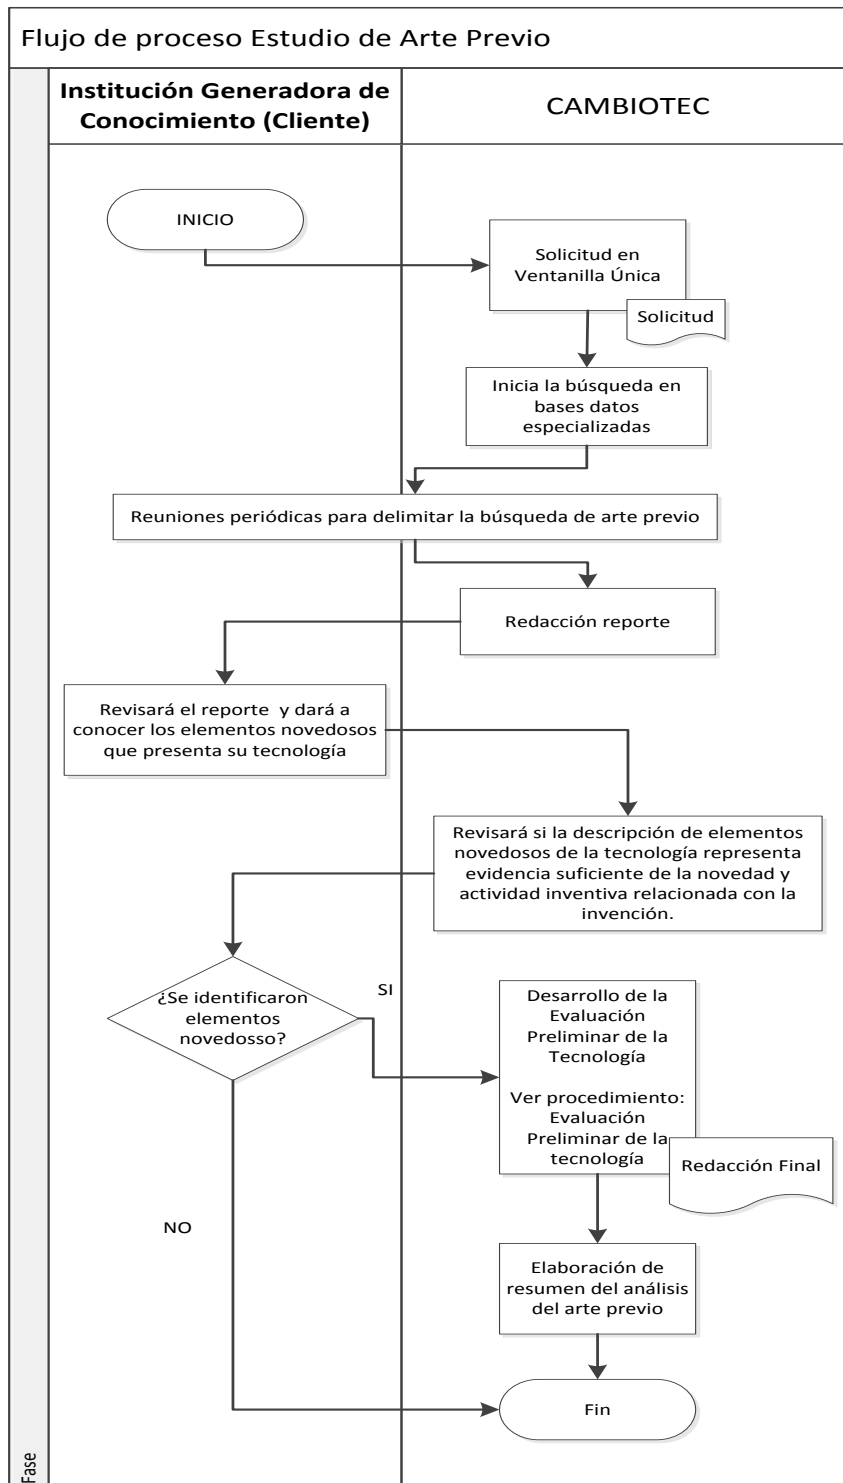 Flujo de proceso Estudio de Arte Previo
Institución Generadora de
Conocimiento (Cliente)
CAMBIOTEC
INICIO
Solicitud en
Ventanilla Única
Solicitud
Inicia la búsqueda en
bases datos
especializadas
Reuniones periódicas para delimitar la búsqueda de arte previo
Redacción reporte
Revisará el reporte y dará a
conocer los elementos novedosos
que presenta su tecnología
Revisará si la descripción de elementos
novedosos de la tecnología representa
evidencia suficiente de la novedad y
actividad inventiva relacionada con la
invención.
¿Se identificaron
elementos
novedosso?
SI
Desarrollo de la
Evaluación
Preliminar de la
Tecnología
Ver procedimiento:
Evaluación
Preliminar de la
tecnología
Redacción Final
NO
Elaboración de
resumen del análisis
del arte previo
Fin
Fase